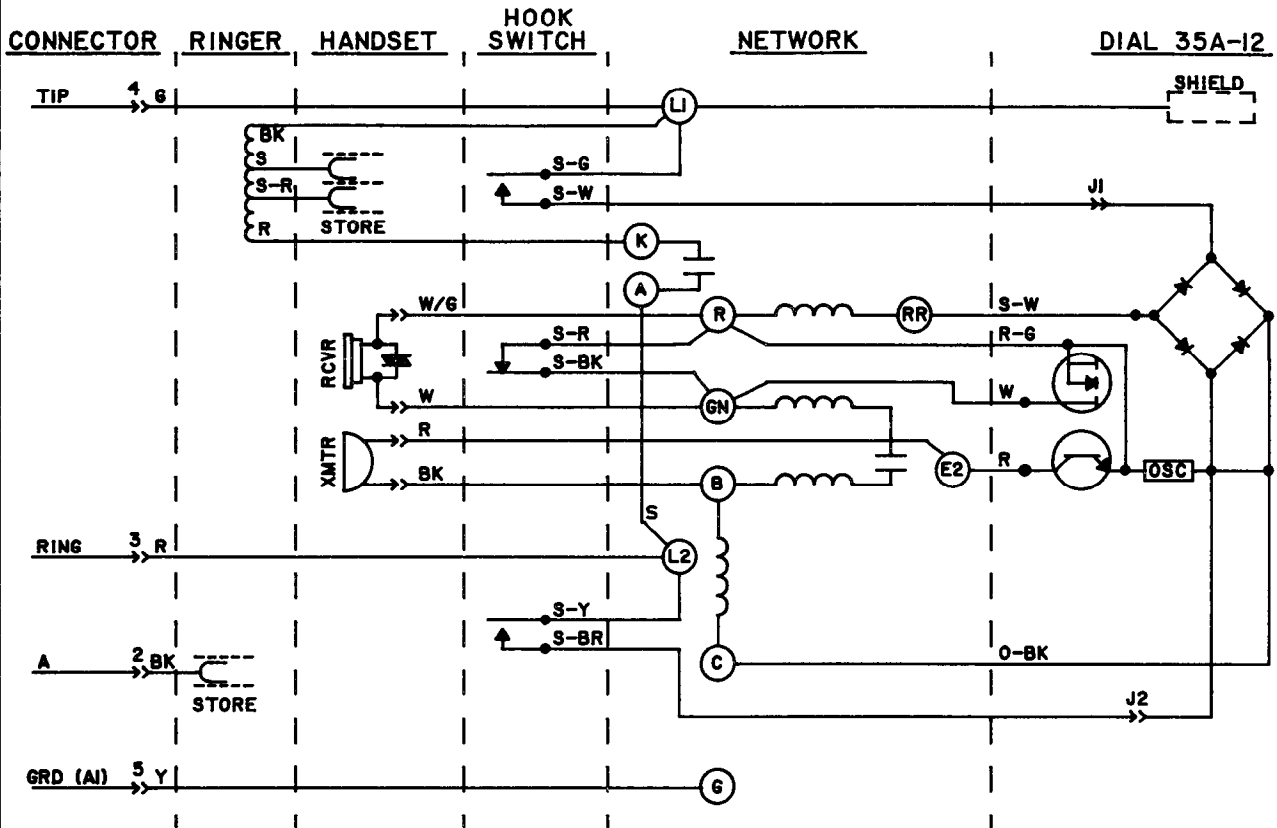 HOOK
CONNECTOR RINGER HANDSET SWITCH NETWORK DIAL 35A-12
SHIELD
TIP 4 G L1
BK
S S-G
S-R S-W J1
STORE
R K
A
W/G R RR S-W
S-R R-G
RCVR S-BK
W GN W
XMTR R E2 R OSC
BK B
S
RING 3 R L2
S-Y
S-BR
A 2 BK C O-BK
STORE J2
GRD (A1) 5 Y G